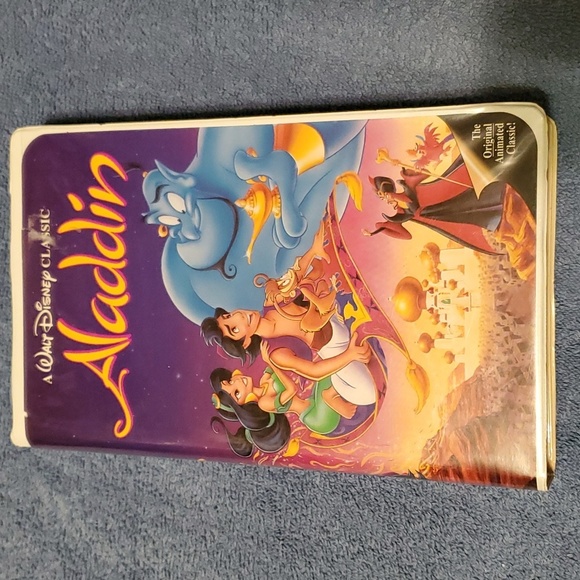 A WALT DISNEY CLASSIC
Aladdin
The
Original
Animated
Classic!